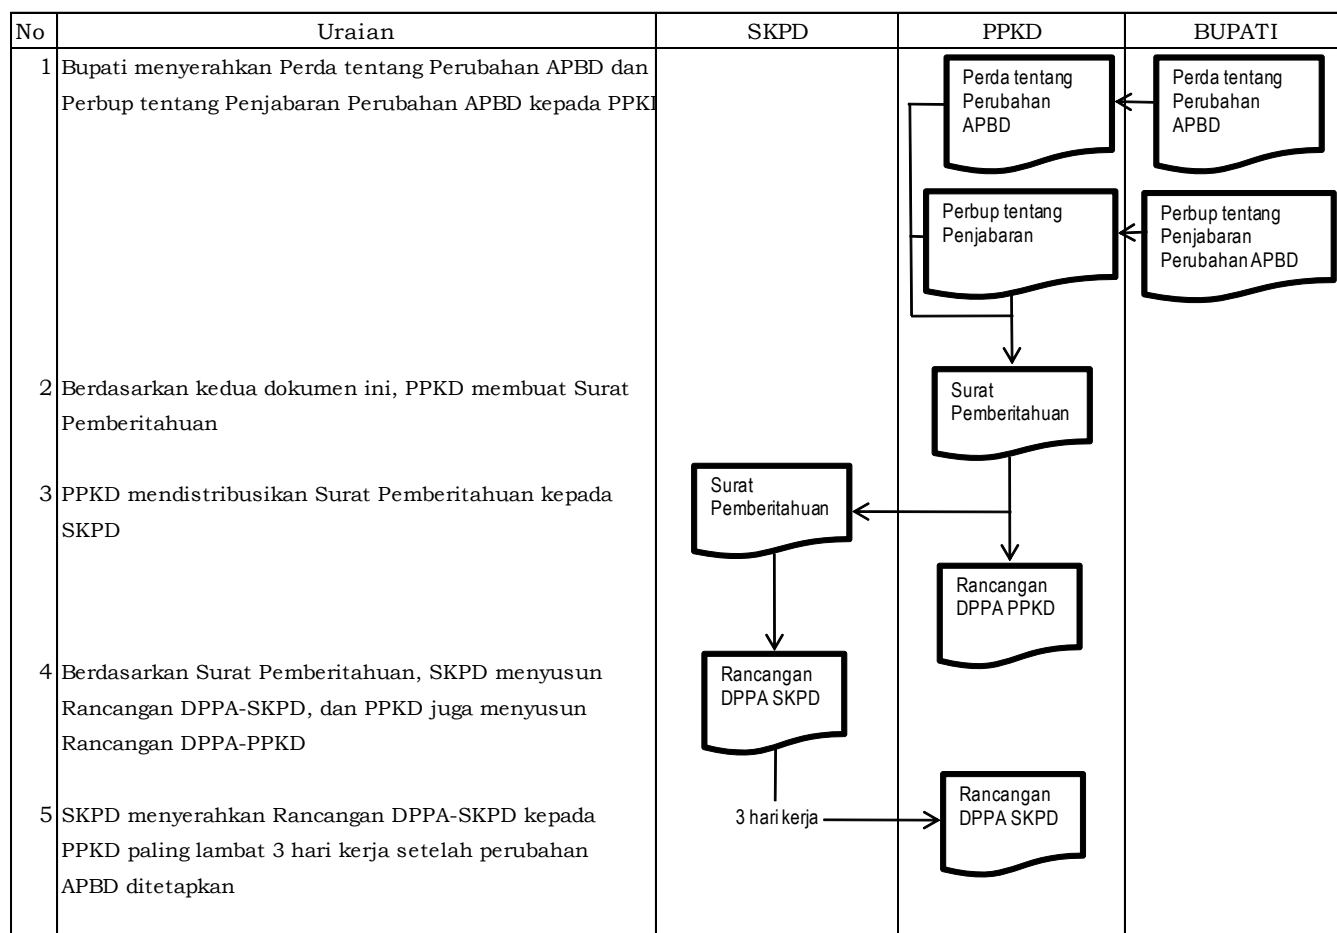 No Uraian SKPD PPKD BUPATI
1 Bupati menyerahkan Perda tentang Perubahan APBD dan
Perbup tentang Penjabaran Perubahan APBD kepada
Perda tentang
Perubahan
APBD
Perda tentang
Perubahan
APBD
Perbup tentang
Penjabaran
Perbup tentang
Penjabaran
Perubahan APBD
2 Berdasarkan kedua dokumen ini, PPKD membuat Surat
Pemberitahuan
Surat
Pemberitahuan
3 PPKD mendistribusikan Surat Pemberitahuan kepada
SKPD
Surat
Pemberitahuan
Rancangan
DPPA PPKD
4 Berdasarkan Surat Pemberitahuan, SKPD menyusun
Rancangan DPPA-SKPD, dan PPKD juga menyusun
Rancangan DPPA-PPKD
Rancangan
DPPA SKPD
5 SKPD menyerahkan Rancangan DPPA-SKPD kepada
PPKD paling lambat 3 hari kerja setelah perubahan
APBD ditetapkan
3 hari kerja
Rancangan
DPPA SKPD